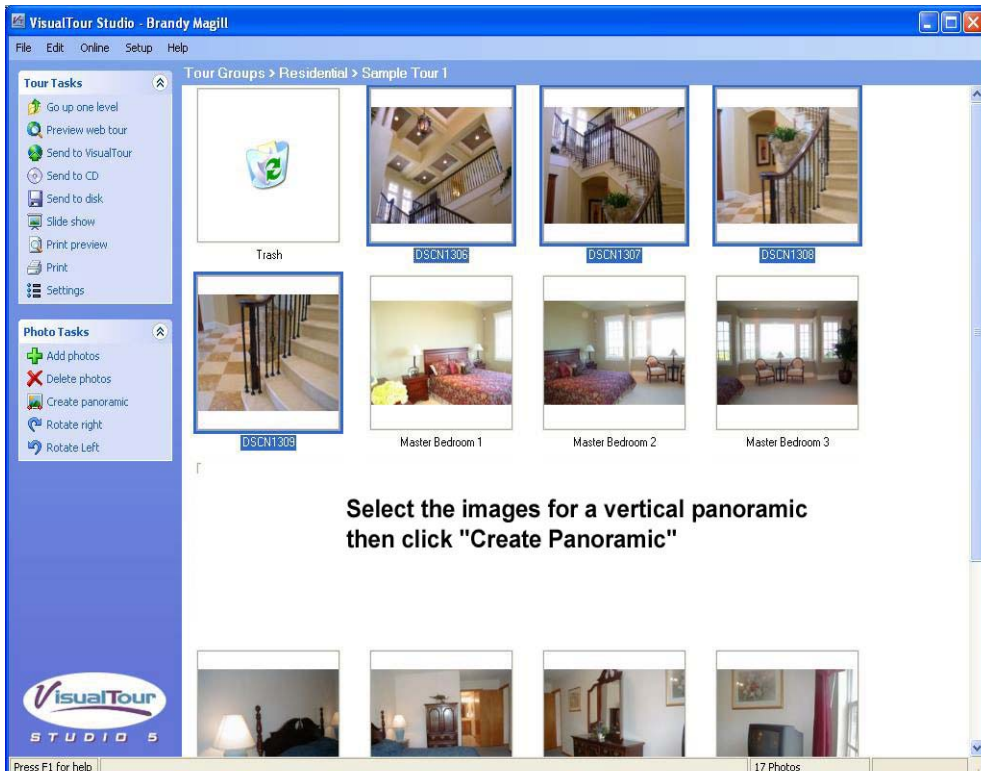 VisualTour Studio - Brandy Magill
File Edit Online Setup Help
Tour Tasks
Go up one level
Preview web tour
Send to VisualTour
Send to CD
Send to disk
Slide show
Print preview
Print
Settings
Photo Tasks
Add photos
Delete photos
Create panoramic
Rotate right
Rotate Left
VisualTour
STUDIO 5
Tour Groups > Residential > Sample Tour 1
Trash
DSCN1306
DSCN1307
DSCN1308
DSCN1309
Master Bedroom 1
Master Bedroom 2
Master Bedroom 3
Select the images for a vertical panoramic
then click "Create Panoramic"
Press F1 for help
17 Photos